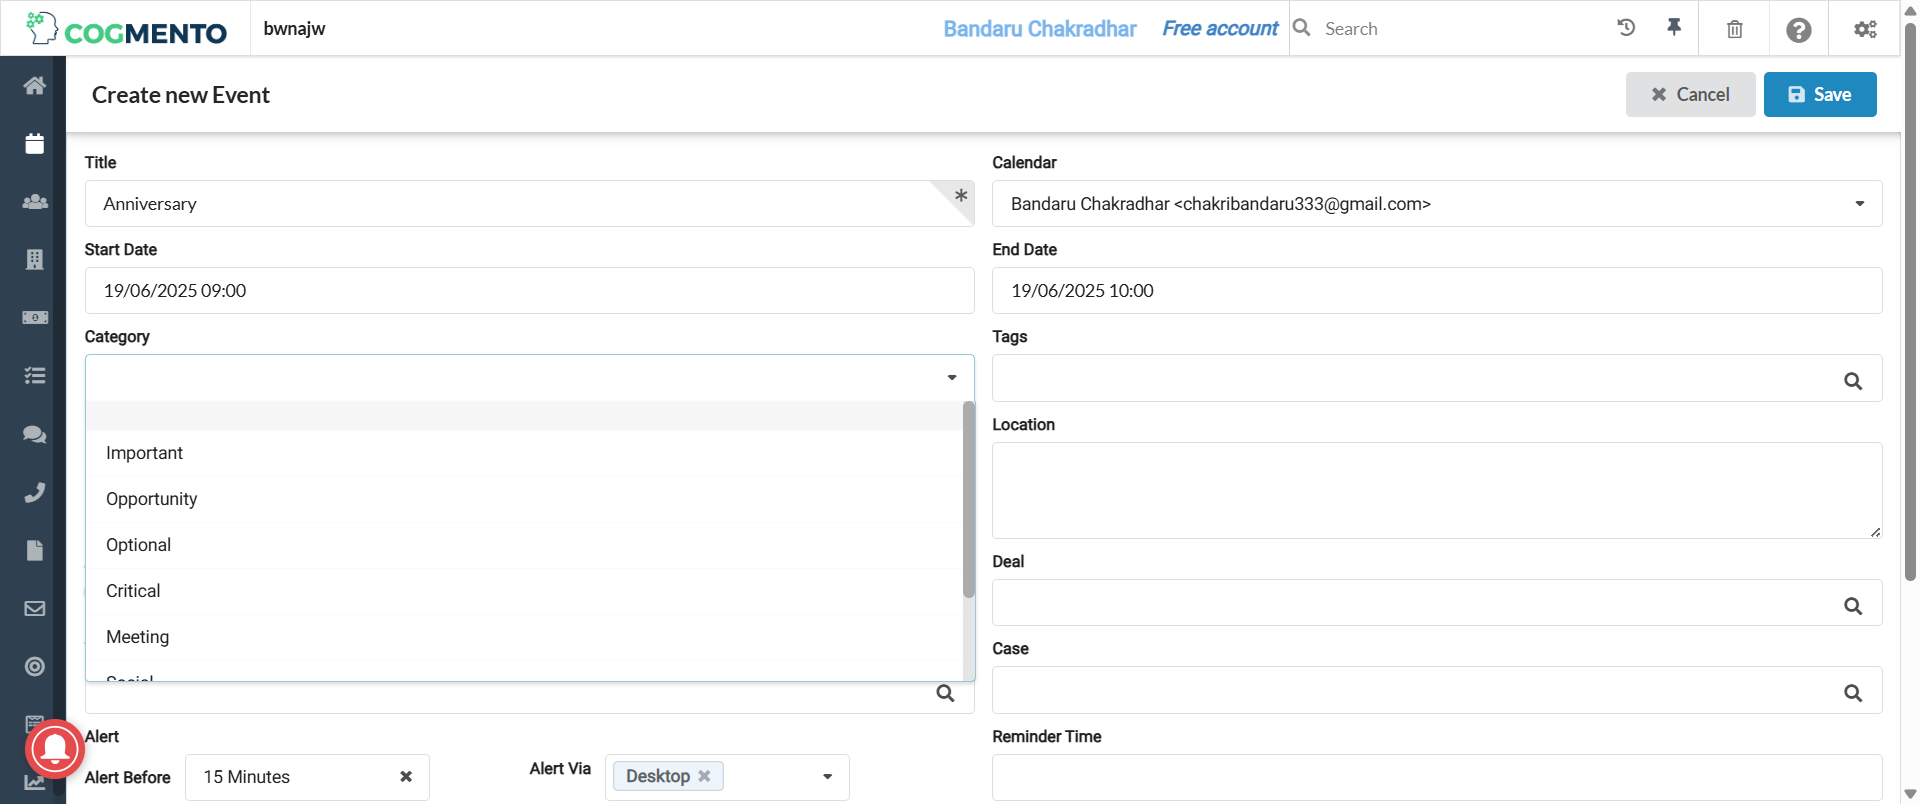 COGMENTO
bwnajw
Bandaru Chakradhar
Free account
Search
Create new Event
Cancel
Save
Title
Calendar
Anniversary
Bandaru Chakradhar <chakribandaru333@gmail.com>
Start Date
End Date
19/06/2025 09:00
19/06/2025 10:00
Category
Tags
Important
Opportunity
Optional
Critical
Meeting
Social
Location
Deal
Case
Alert
Reminder Time
Alert Before
15 Minutes
Alert Via
Desktop